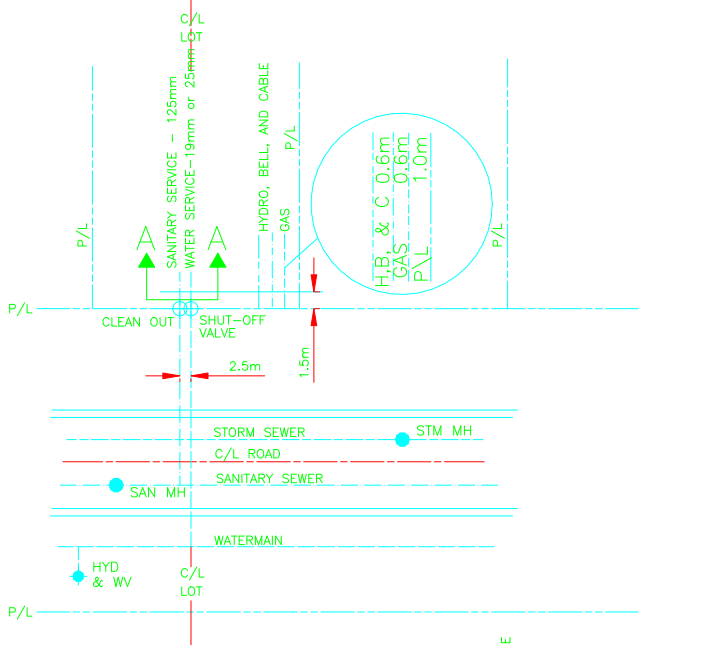 C/L
LOT
SANITARY SERVICE - 125mm
WATER SERVICE-19mm or 25mm
HYDRO, BELL, AND CABLE
GAS
P/L
P/L
P/L
H,B, & C 0.6m
GAS 0.6m
P\L 1.0m
A
A
P/L
CLEAN OUT
SHUT-OFF
VALVE
2.5m
1.5m
STORM SEWER
STM MH
C/L ROAD
SANITARY SEWER
SAN MH
WATERMAIN
HYD
& WV
C/L
LOT
P/L
E